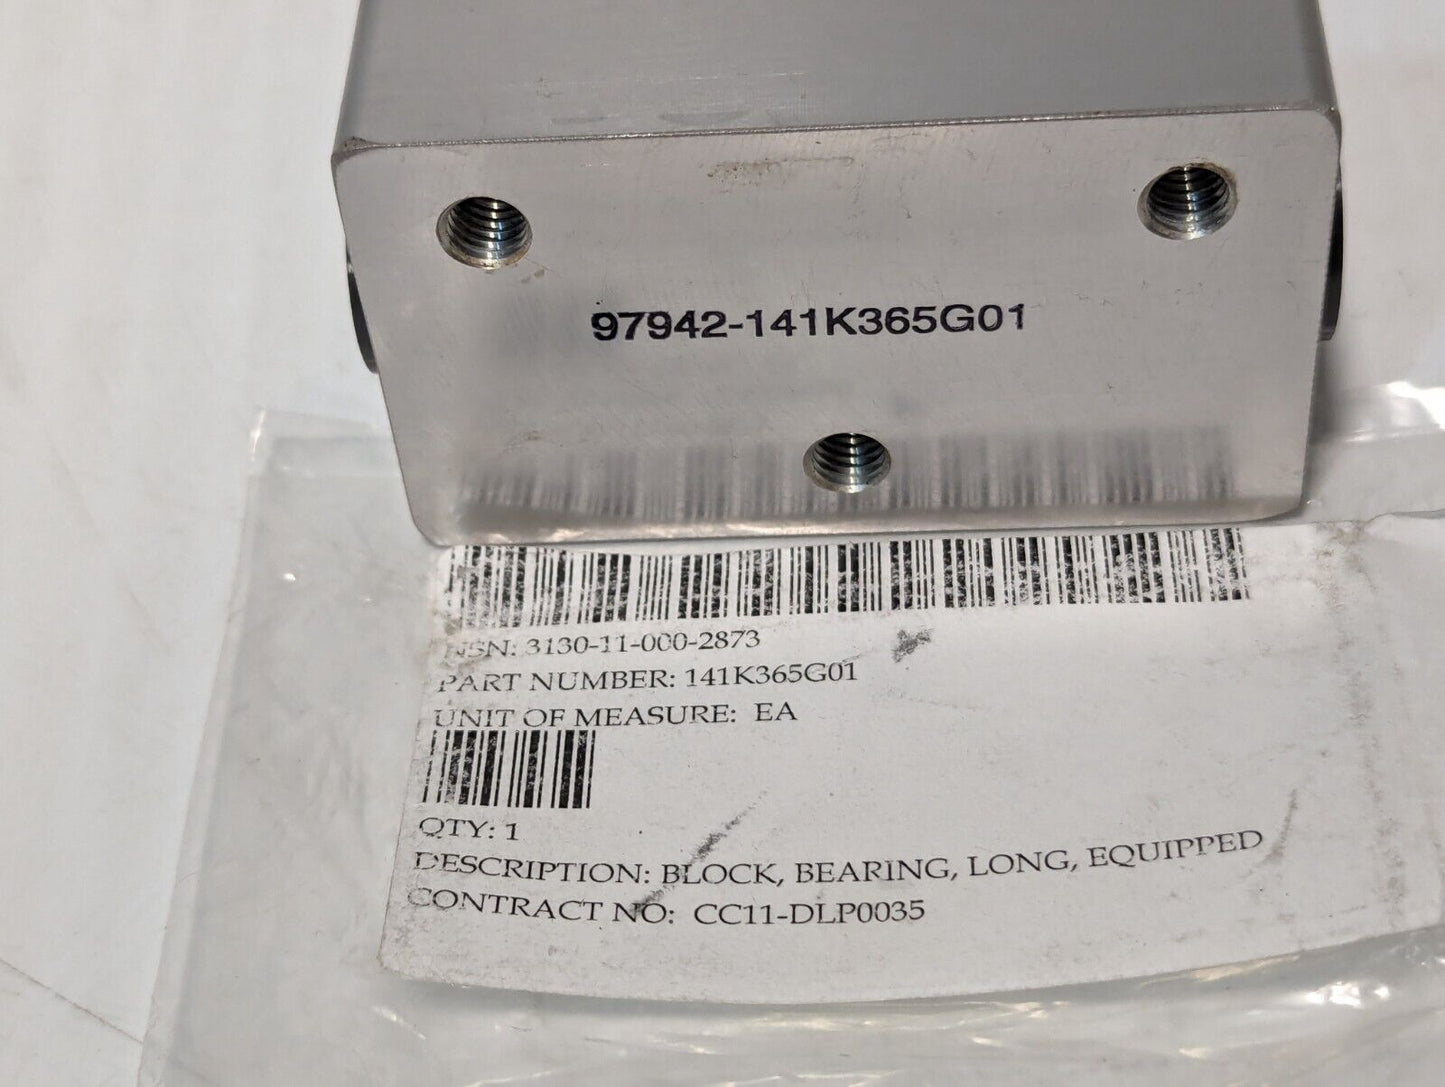 97942-141K365G01
NSN: 3130-11-000-2873
PART NUMBER: 141K365G01
UNIT OF MEASURE: EA
QTY: 1
DESCRIPTION: BLOCK, BEARING, LONG, EQUIPPED
CONTRACT NO: CC11-DLP0035